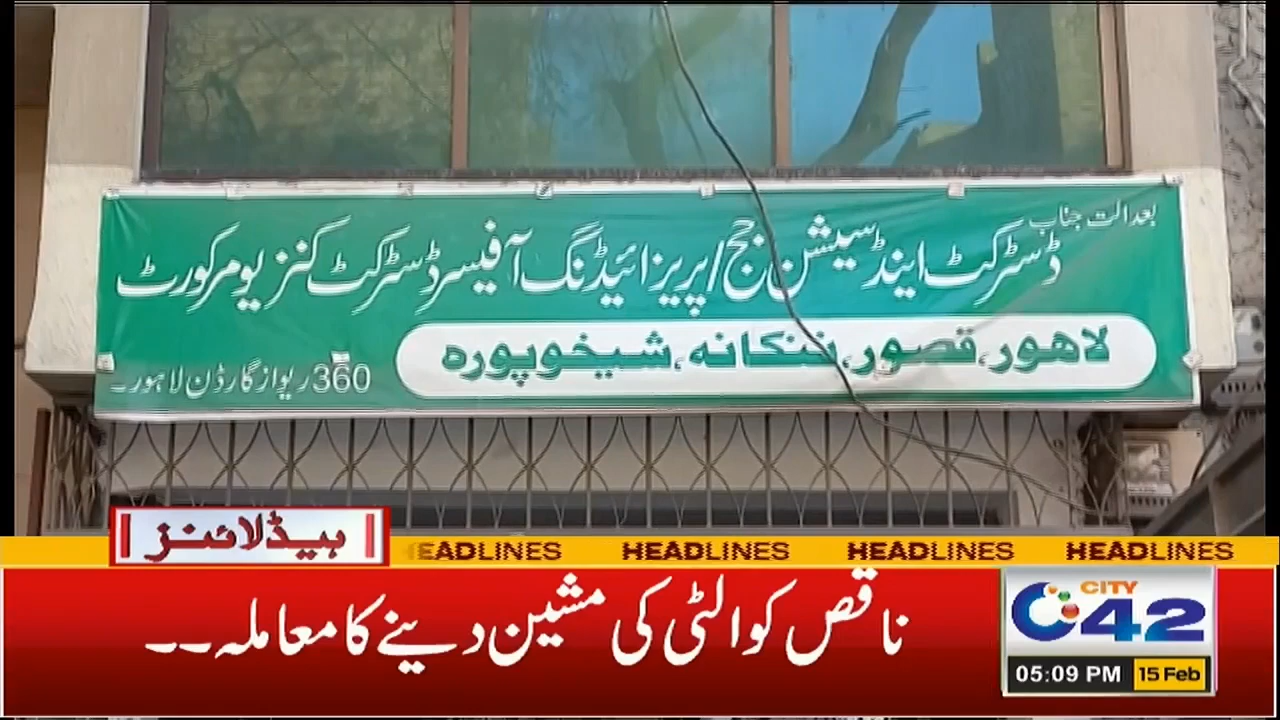 بعدالت جناب
ڈسٹرکٹ اینڈ سیشن جج/پریزائیڈنگ آفیسر ڈسٹرکٹ کنزیومر کورٹ
لاہور، قصور، ننکانہ، شیخوپورہ
360 ریواز گارڈن لاہور۔
ہیڈلائنز
EADLINES HEADLINES HEADLINES HEADLINES
ناقص کوالٹی کی مشین دینے کا معاملہ۔۔
CITY
42
05:09 PM 15 Feb